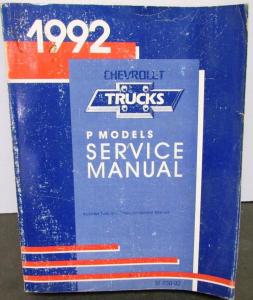 1992
CHEVROLET
TRUCKS
P MODELS
SERVICE
MANUAL